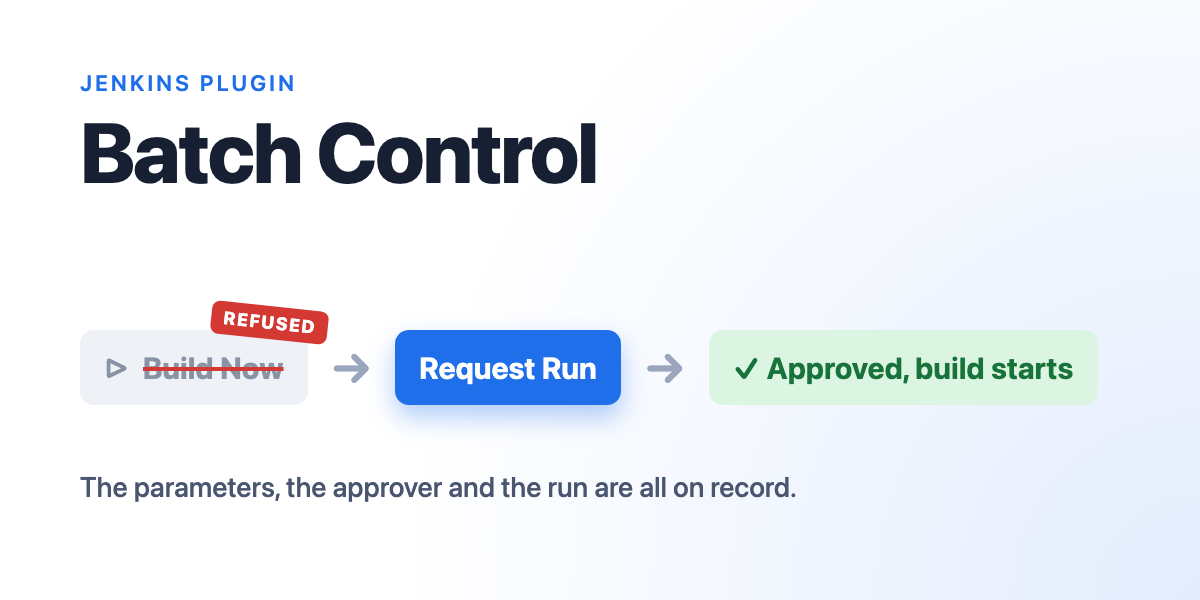 JENKINS PLUGIN
Batch Control
REFUSED
Build Now
Request Run
Approved, build starts
The parameters, the approver and the run are all on record.